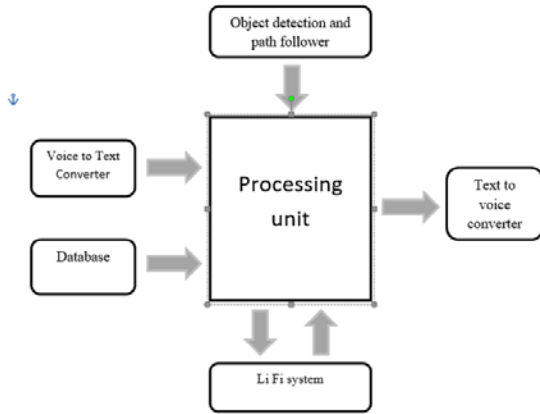 Object detection and
path follower
Voice to Text
Converter
Processing
unit
Text to
voice
converter
Database
Li Fi system